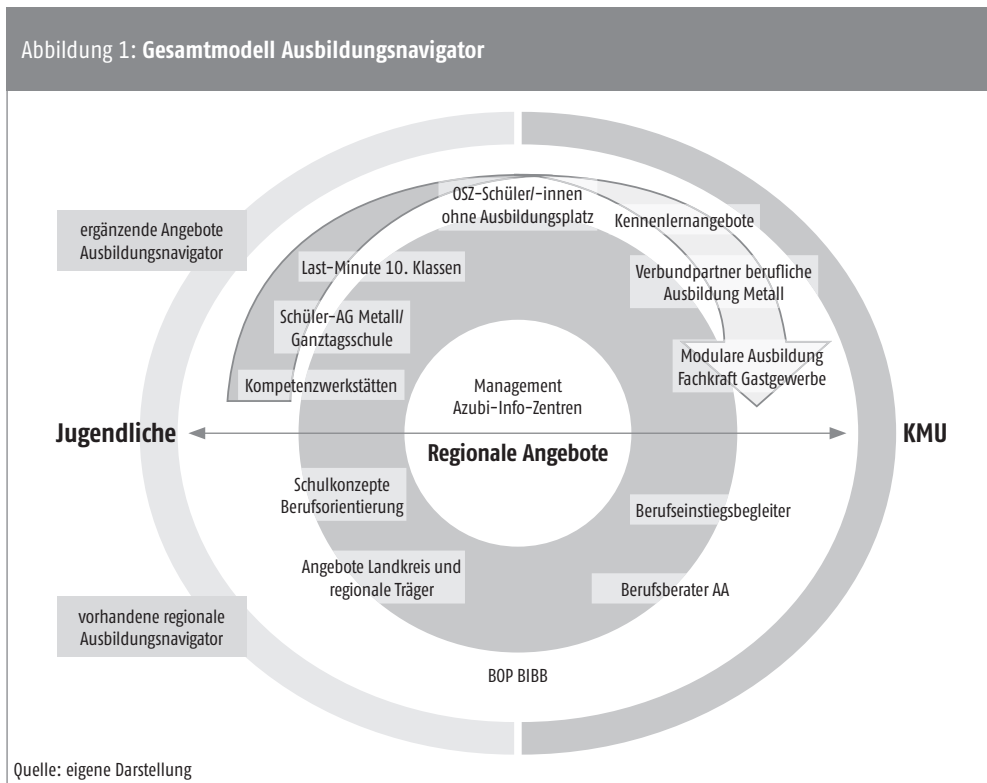 Abbildung 1: Gesamtmodell Ausbildungsnavigator
OSZ-Schüler/-innen
ohne Ausbildungsplatz
Kennenlernangebote
ergänzende Angebote
Ausbildungsnavigator
Last-Minute 10. Klassen
Verbundpartner berufliche
Ausbildung Metall
Schüler-AG Metall/
Ganztagsschule
Modulare Ausbildung
Fachkraft Gastgewerbe
Kompetenzwerkstätten
Management
Azubi-Info-Zentren
Jugendliche
KMU
Regionale Angebote
Schulkonzepte
Berufsorientierung
Berufseinstiegsbegleiter
Angebote Landkreis und
regionale Träger
Berufsberater AA
vorhandene regionale
Ausbildungsnavigator
BOP BIBB
Quelle: eigene Darstellung